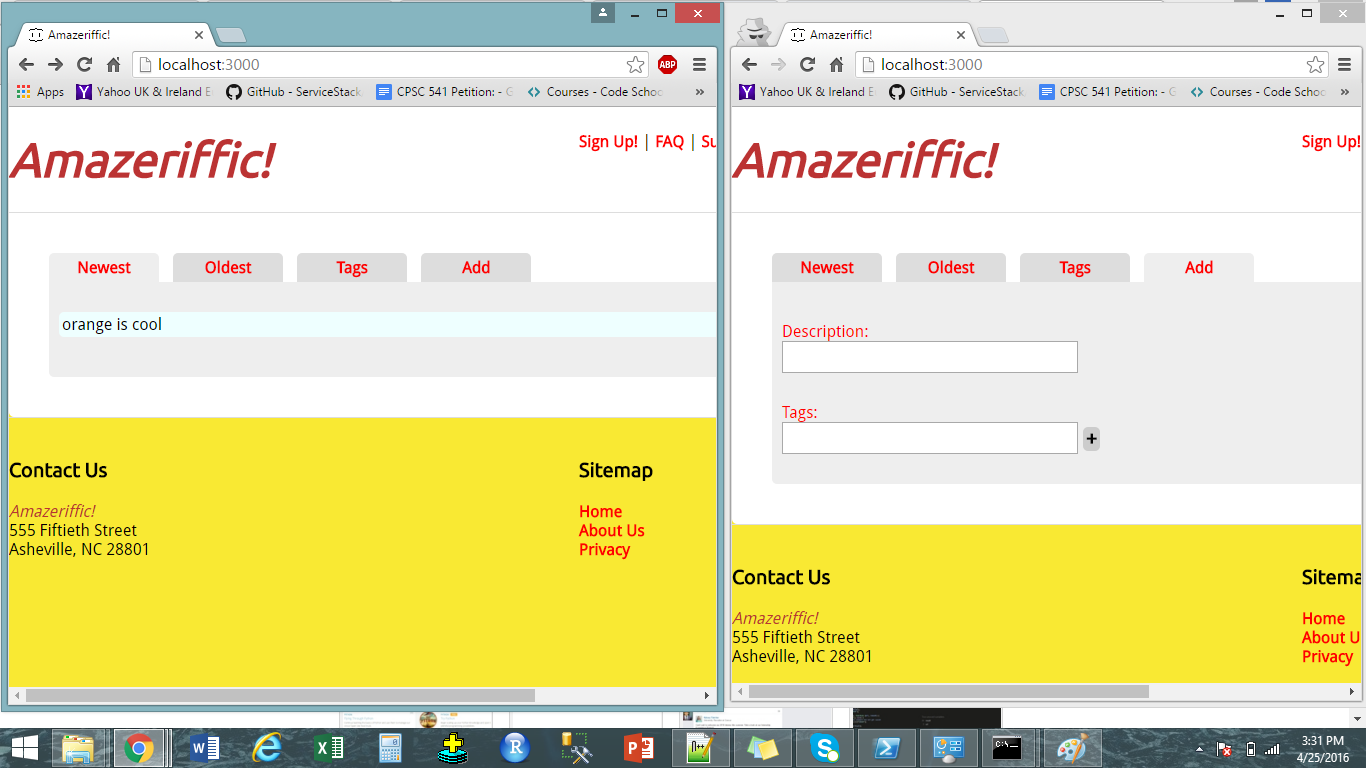 Amazeriffic!
localhost:3000
ABP
Apps Yahoo UK & Ireland E GitHub - ServiceStack CPSC 541 Petition: - G Courses - Code Schoo »
Amazeriffic!
Sign Up! | FAQ | Su
Newest Oldest Tags Add
orange is cool
Contact Us
Amazeriffic!
555 Fiftieth Street
Asheville, NC 28801
Sitemap
Home
About Us
Privacy
Amazeriffic!
localhost:3000
Yahoo UK & Ireland E GitHub - ServiceStack CPSC 541 Petition: - G Courses - Code Schoo »
Amazeriffic!
Sign Up!
Newest Oldest Tags Add
Description:
Tags:
+
Contact Us
Amazeriffic!
555 Fiftieth Street
Asheville, NC 28801
Sitema
Home
About U
Privacy
3:31 PM
4/25/2016